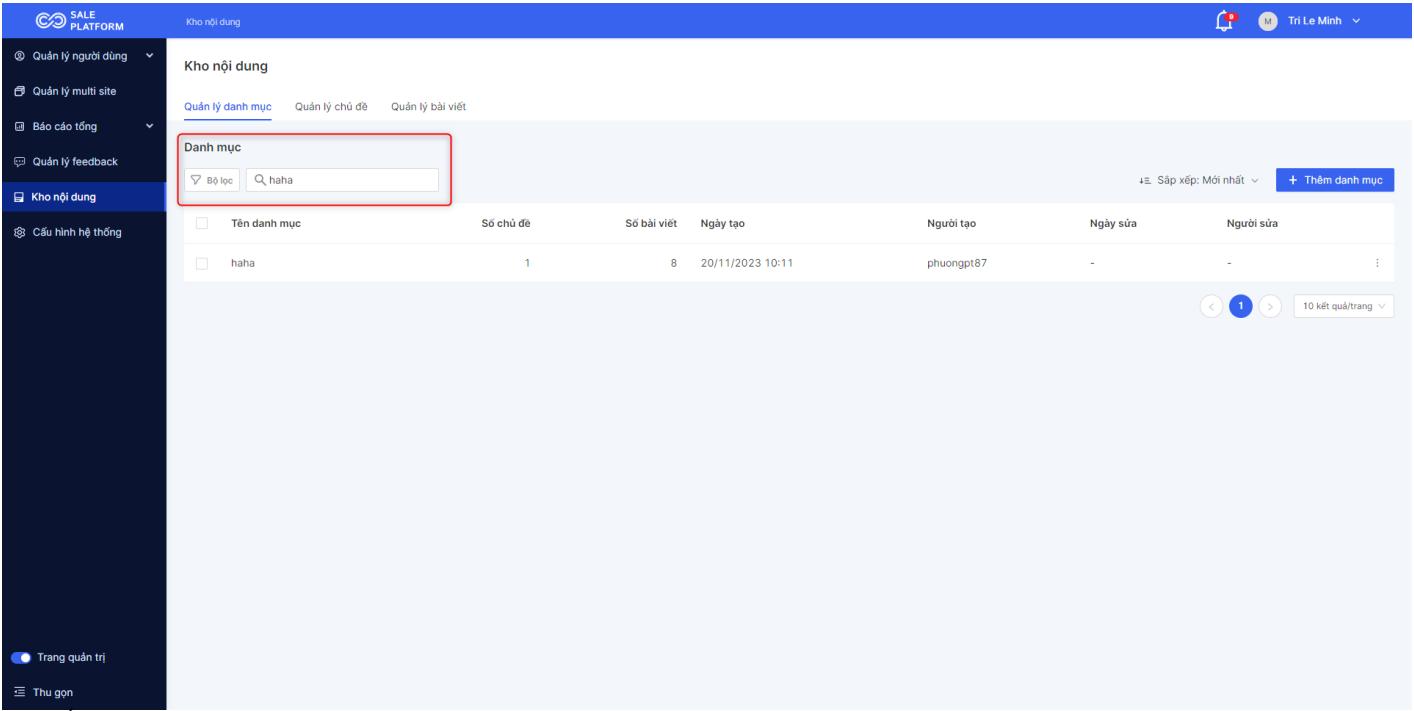 SALE
PLATFORM
Kho nội dung
9
M
Tri Le Minh
Quản lý người dùng
Quản lý multi site
Báo cáo tổng
Quản lý feedback
Kho nội dung
Cấu hình hệ thống
Kho nội dung
Quản lý danh mục Quản lý chủ đề Quản lý bài viết
Danh mục
Bộ lọc haha Sắp xếp: Mới nhất + Thêm danh mục
Tên danh mục Số chủ đề Số bài viết Ngày tạo Người tạo Ngày sửa Người sửa
haha 1 8 20/11/2023 10:11 phuongpt87 - -
< 1 > 10 kết quả/trang
Trang quản trị
Thu gọn